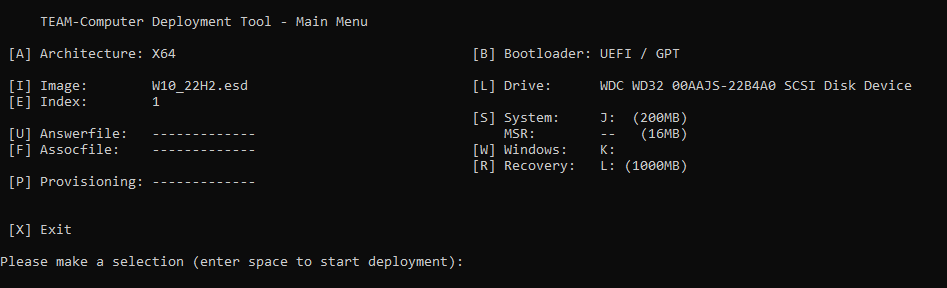 TEAM-Computer Deployment Tool - Main Menu
[A] Architecture: X64 [B] Bootloader: UEFI / GPT
[I] Image: W10_22H2.esd [L] Drive: WDC WD32 00AAJS-22B4A0 SCSI Disk Device
[E] Index: 1
[S] System: J: (200MB)
[U] Answerfile: ------------- MSR: -- (16MB)
[F] Assocfile: ------------- [W] Windows: K:
[R] Recovery: L: (1000MB)
[P] Provisioning: -------------
[X] Exit
Please make a selection (enter space to start deployment):